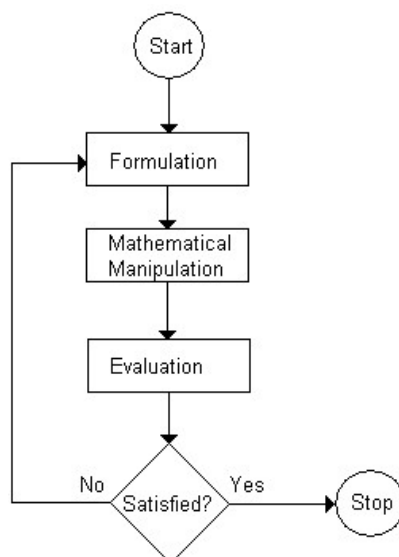 Start
Formulation
Mathematical
Manipulation
Evaluation
No
Satisfied?
Yes
Stop